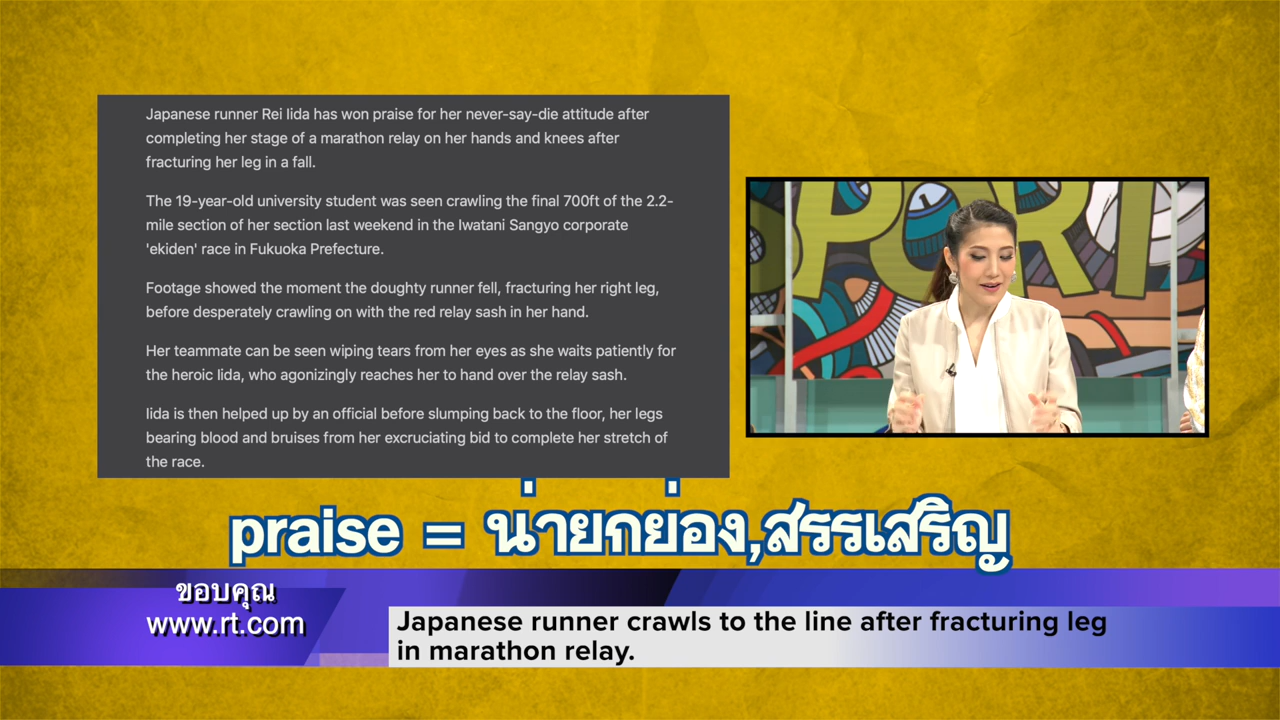 Japanese runner Rei Iida has won praise for her never-say-die attitude after
completing her stage of a marathon relay on her hands and knees after
fracturing her leg in a fall.
The 19-year-old university student was seen crawling the final 700ft of the 2.2-
mile section of her section last weekend in the Iwatani Sangyo corporate
'ekiden' race in Fukuoka Prefecture.
Footage showed the moment the doughty runner fell, fracturing her right leg,
before desperately crawling on with the red relay sash in her hand.
Her teammate can be seen wiping tears from her eyes as she waits patiently for
the heroic Iida, who agonizingly reaches her to hand over the relay sash.
Iida is then helped up by an official before slumping back to the floor, her legs
bearing blood and bruises from her excruciating bid to complete her stretch of
the race.
SPORT
praise = น่ายกย่อง,สรรเสริญ
ขอบคุณ
www.rt.com
Japanese runner crawls to the line after fracturing leg
in marathon relay.